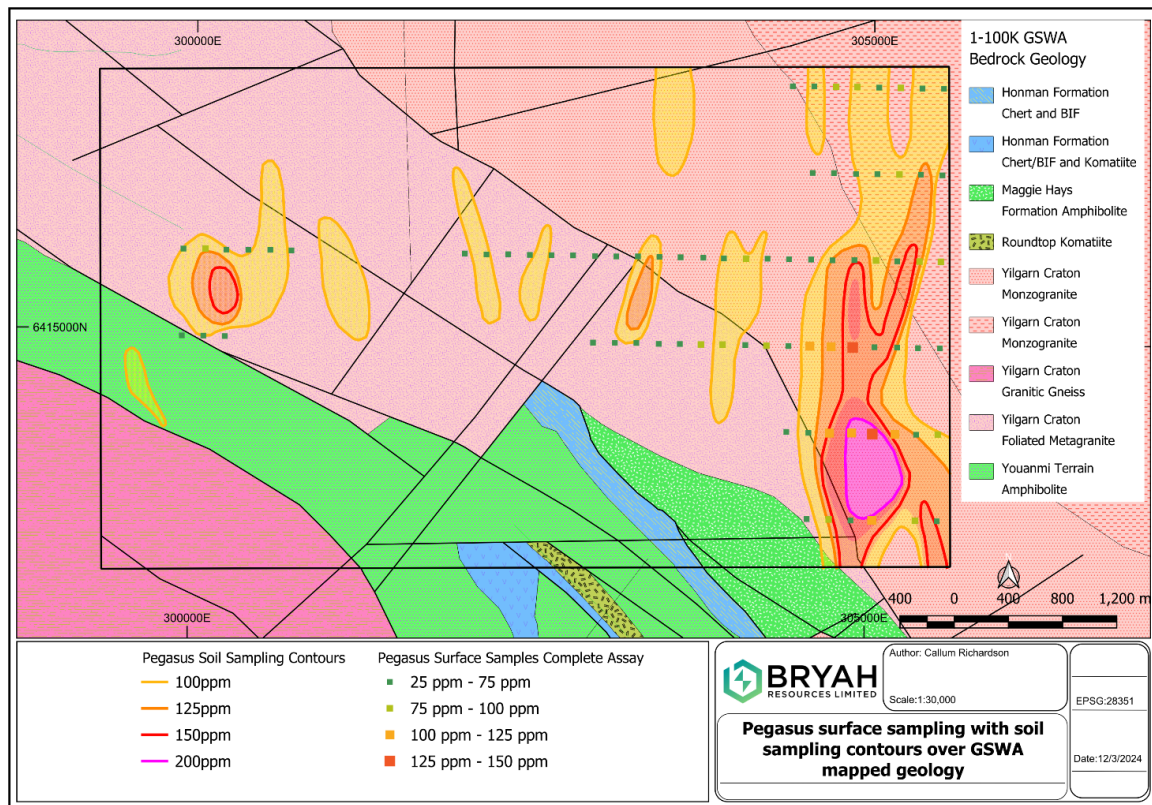 300000E
305000E
6415000N
300000E
305000E
1-100K GSWA
Bedrock Geology
Honman Formation
Chert and BIF
Honman Formation
Chert/BIF and Komatiite
Maggie Hays
Formation Amphibolite
Roundtop Komatiite
Yilgarn Craton
Monzogranite
Yilgarn Craton
Monzogranite
Yilgarn Craton
Granitic Gneiss
Yilgarn Craton
Foliated Metagranite
Youanmi Terrain
Amphibolite
N
400 0 400 800 1,200 m
Pegasus Soil Sampling Contours
100ppm
125ppm
150ppm
200ppm
Pegasus Surface Samples Complete Assay
25 ppm - 75 ppm
75 ppm - 100 ppm
100 ppm - 125 ppm
125 ppm - 150 ppm
BRYAH
RESOURCES LIMITED
Author: Callum Richardson
Scale:1:30,000
Pegasus surface sampling with soil
sampling contours over GSWA
mapped geology
EPSG:28351
Date:12/3/2024